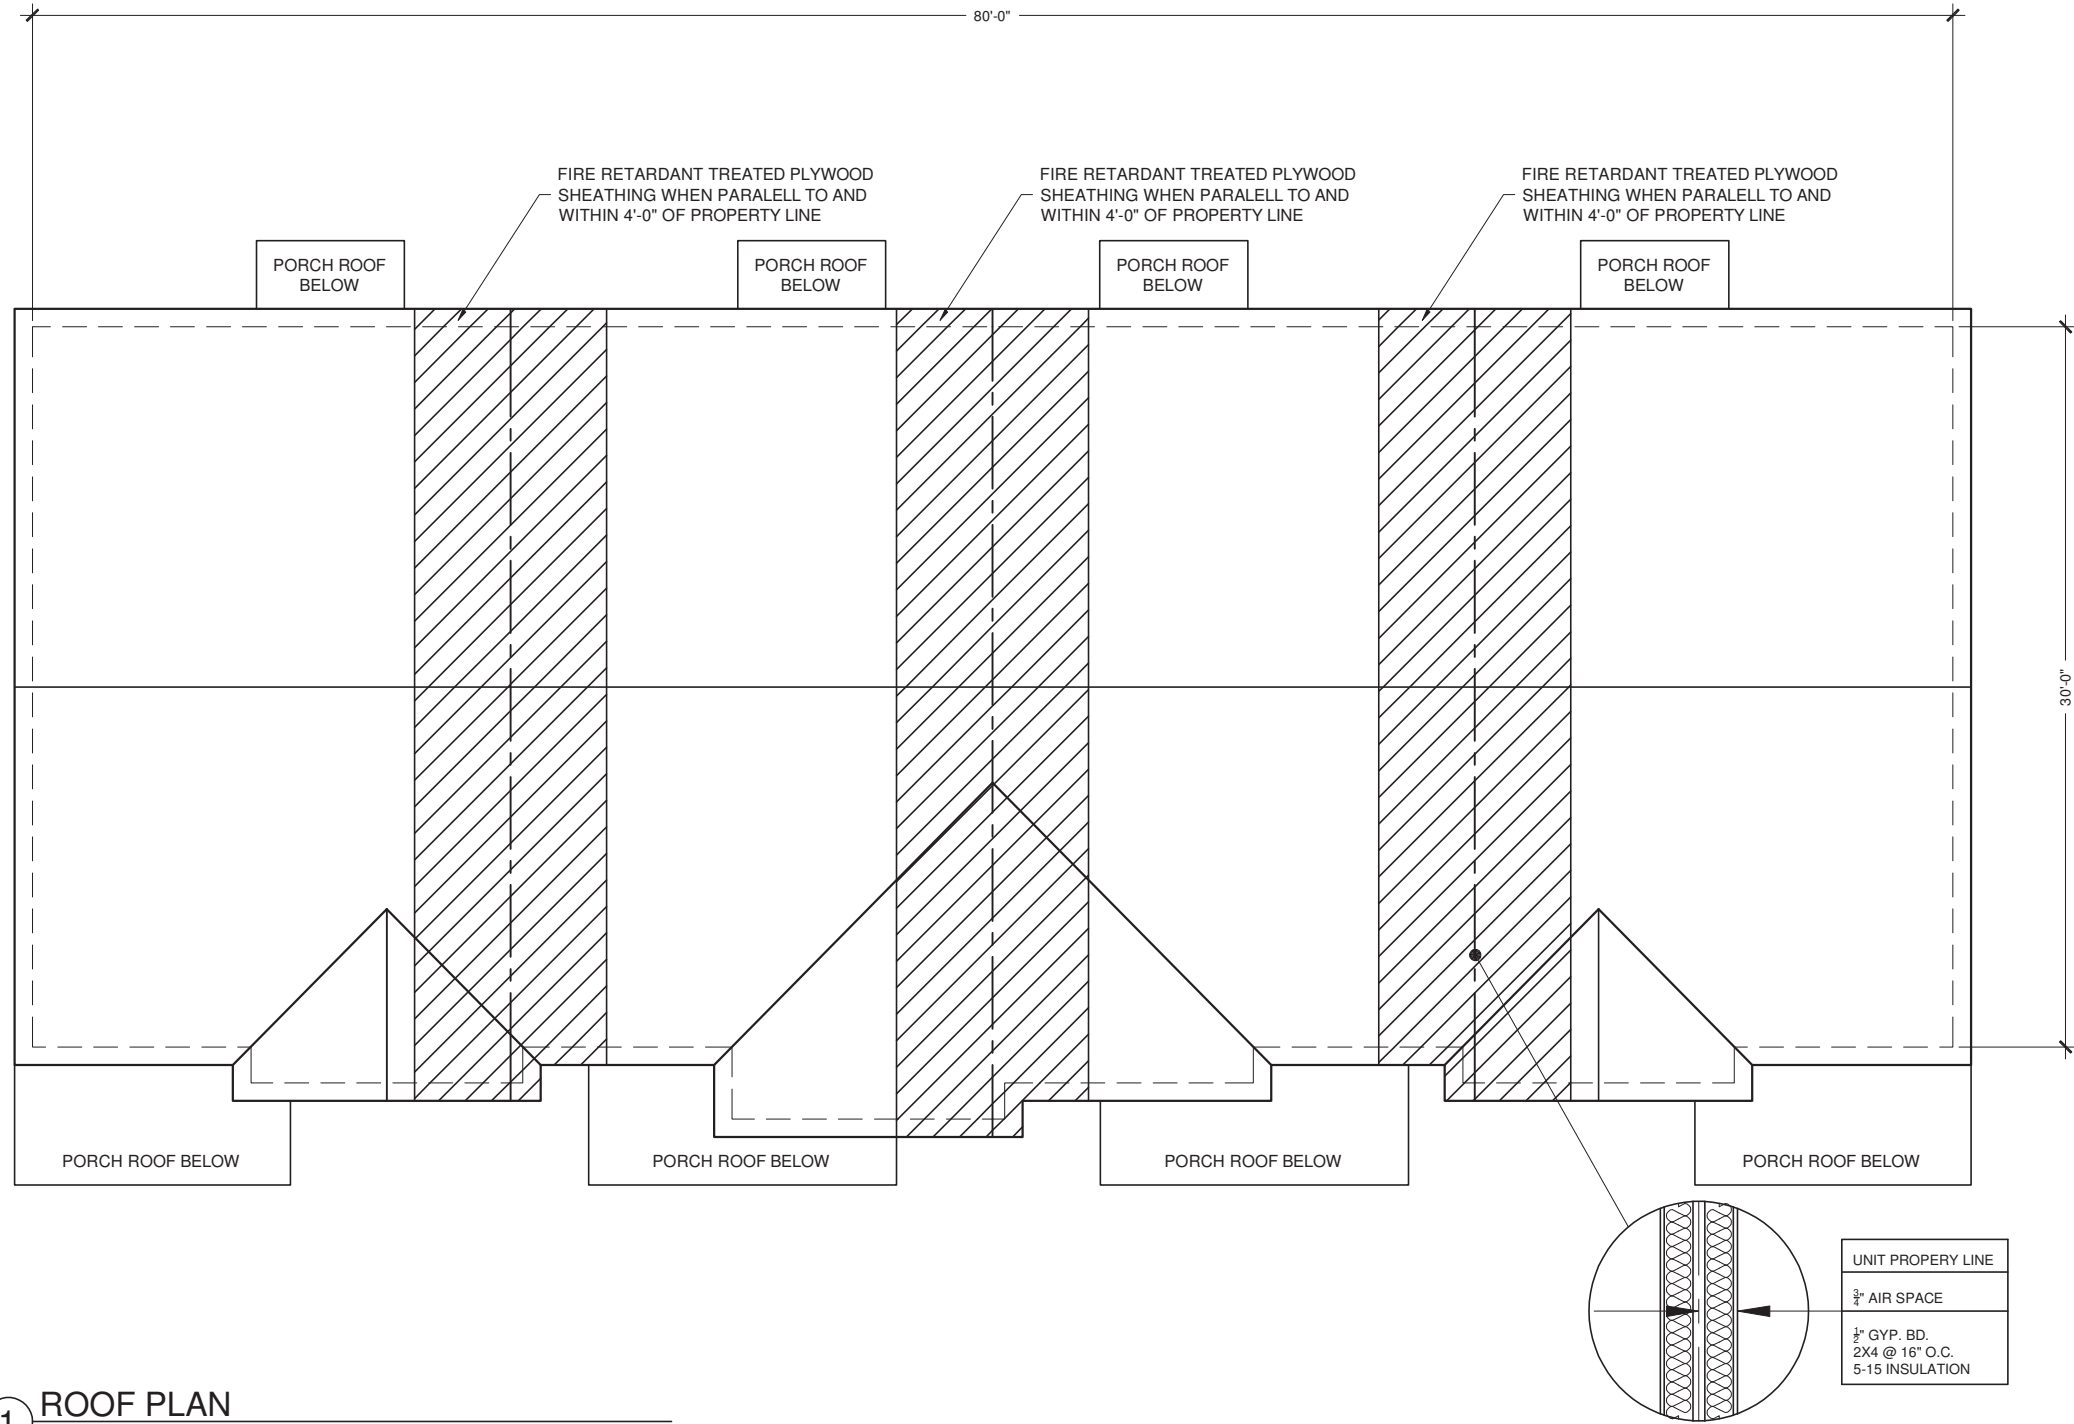 80'-0"
FIRE RETARDANT TREATED PLYWOOD
SHEATHING WHEN PARALELL TO AND
WITHIN 4'-0" OF PROPERTY LINE
FIRE RETARDANT TREATED PLYWOOD
SHEATHING WHEN PARALELL TO AND
WITHIN 4'-0" OF PROPERTY LINE
FIRE RETARDANT TREATED PLYWOOD
SHEATHING WHEN PARALELL TO AND
WITHIN 4'-0" OF PROPERTY LINE
PORCH ROOF
BELOW
PORCH ROOF
BELOW
PORCH ROOF
BELOW
PORCH ROOF
BELOW
30'-0"
PORCH ROOF BELOW
PORCH ROOF BELOW
PORCH ROOF BELOW
PORCH ROOF BELOW
UNIT PROPERY LINE
3/4" AIR SPACE
1/2" GYP. BD.
2X4 @ 16" O.C.
5-15 INSULATION
1 ROOF PLAN